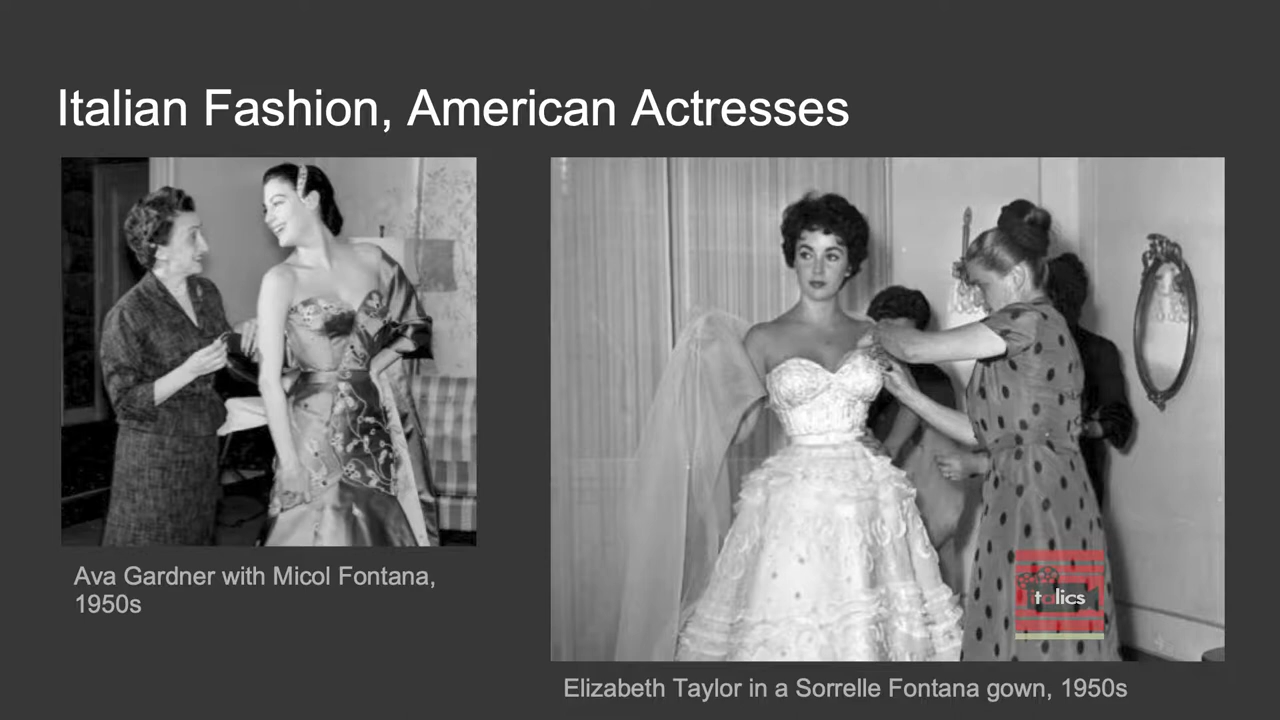 Italian Fashion, American Actresses
Ava Gardner with Micol Fontana,
1950s
italics
Elizabeth Taylor in a Sorrelle Fontana gown, 1950s